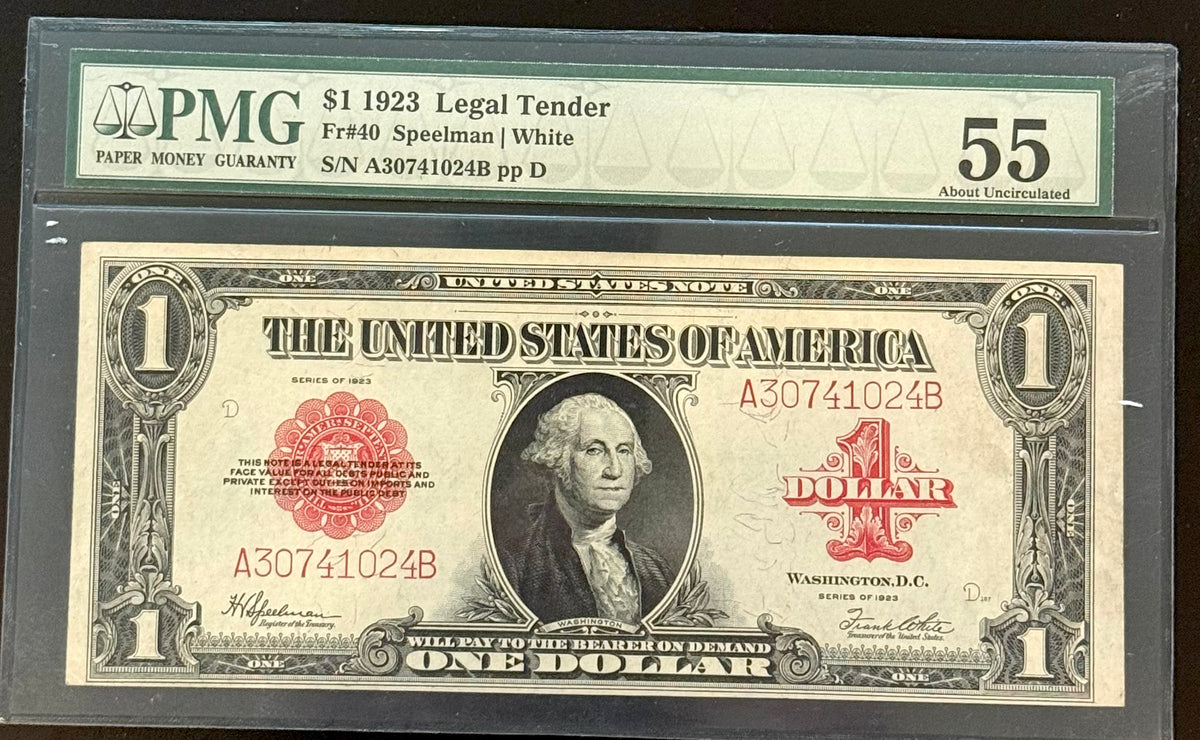 PMG
PAPER MONEY GUARANTY
$1 1923 Legal Tender
Fr#40 Speelman | White
S/N A30741024B pp D
55
About Uncirculated
ONE
ONE
UNITED STATES NOTE
ONE
ONE
1
1
THE UNITED STATES OF AMERICA
SERIES OF 1923
A30741024B
D
THIS NOTE IS A LEGAL TENDER AT ITS
FACE VALUE FOR ALL DEBTS PUBLIC AND
PRIVATE EXCEPT DUTIES ON IMPORTS AND
INTEREST ON THE PUBLIC DEBT
1
DOLLAR
ONE
ONE
A30741024B
WASHINGTON, D.C.
SERIES OF 1923
D
H V Speelman
Register of the Treasury.
Frank White
Treasurer of the United States.
WASHINGTON
1
1
WILL PAY TO THE BEARER ON DEMAND
ONE DOLLAR
ONE
ONE